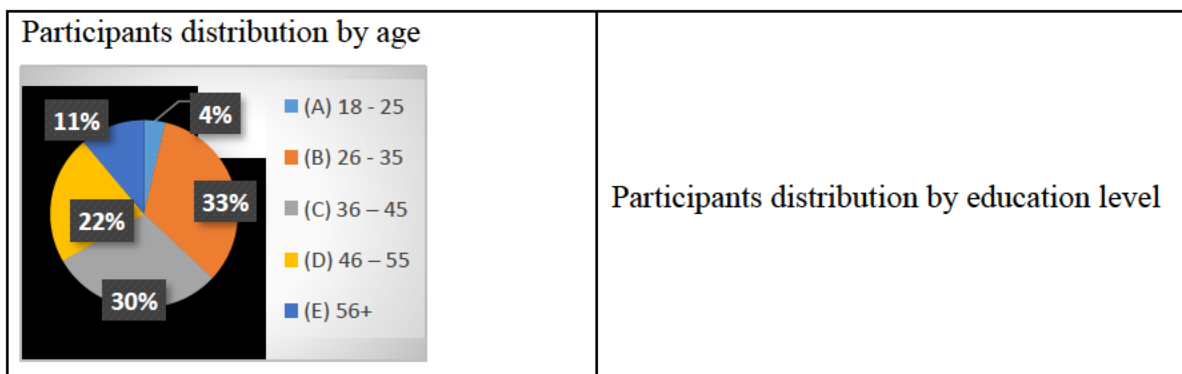 Participants distribution by age
11%
4%
33%
22%
30%
(A) 18 - 25
(B) 26 - 35
(C) 36 – 45
(D) 46 – 55
(E) 56+
Participants distribution by education level